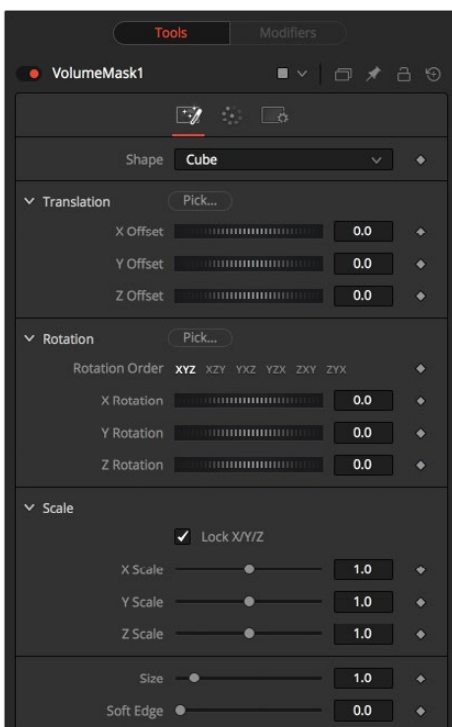 Tools Modifiers
VolumeMask1
Shape Cube
Translation Pick...
X Offset 0.0
Y Offset 0.0
Z Offset 0.0
Rotation Pick...
Rotation Order XYZ XZY YXZ YZX ZXY ZYX
X Rotation 0.0
Y Rotation 0.0
Z Rotation 0.0
Scale
Lock X/Y/Z
X Scale 1.0
Y Scale 1.0
Z Scale 1.0
Size 1.0
Soft Edge 0.0